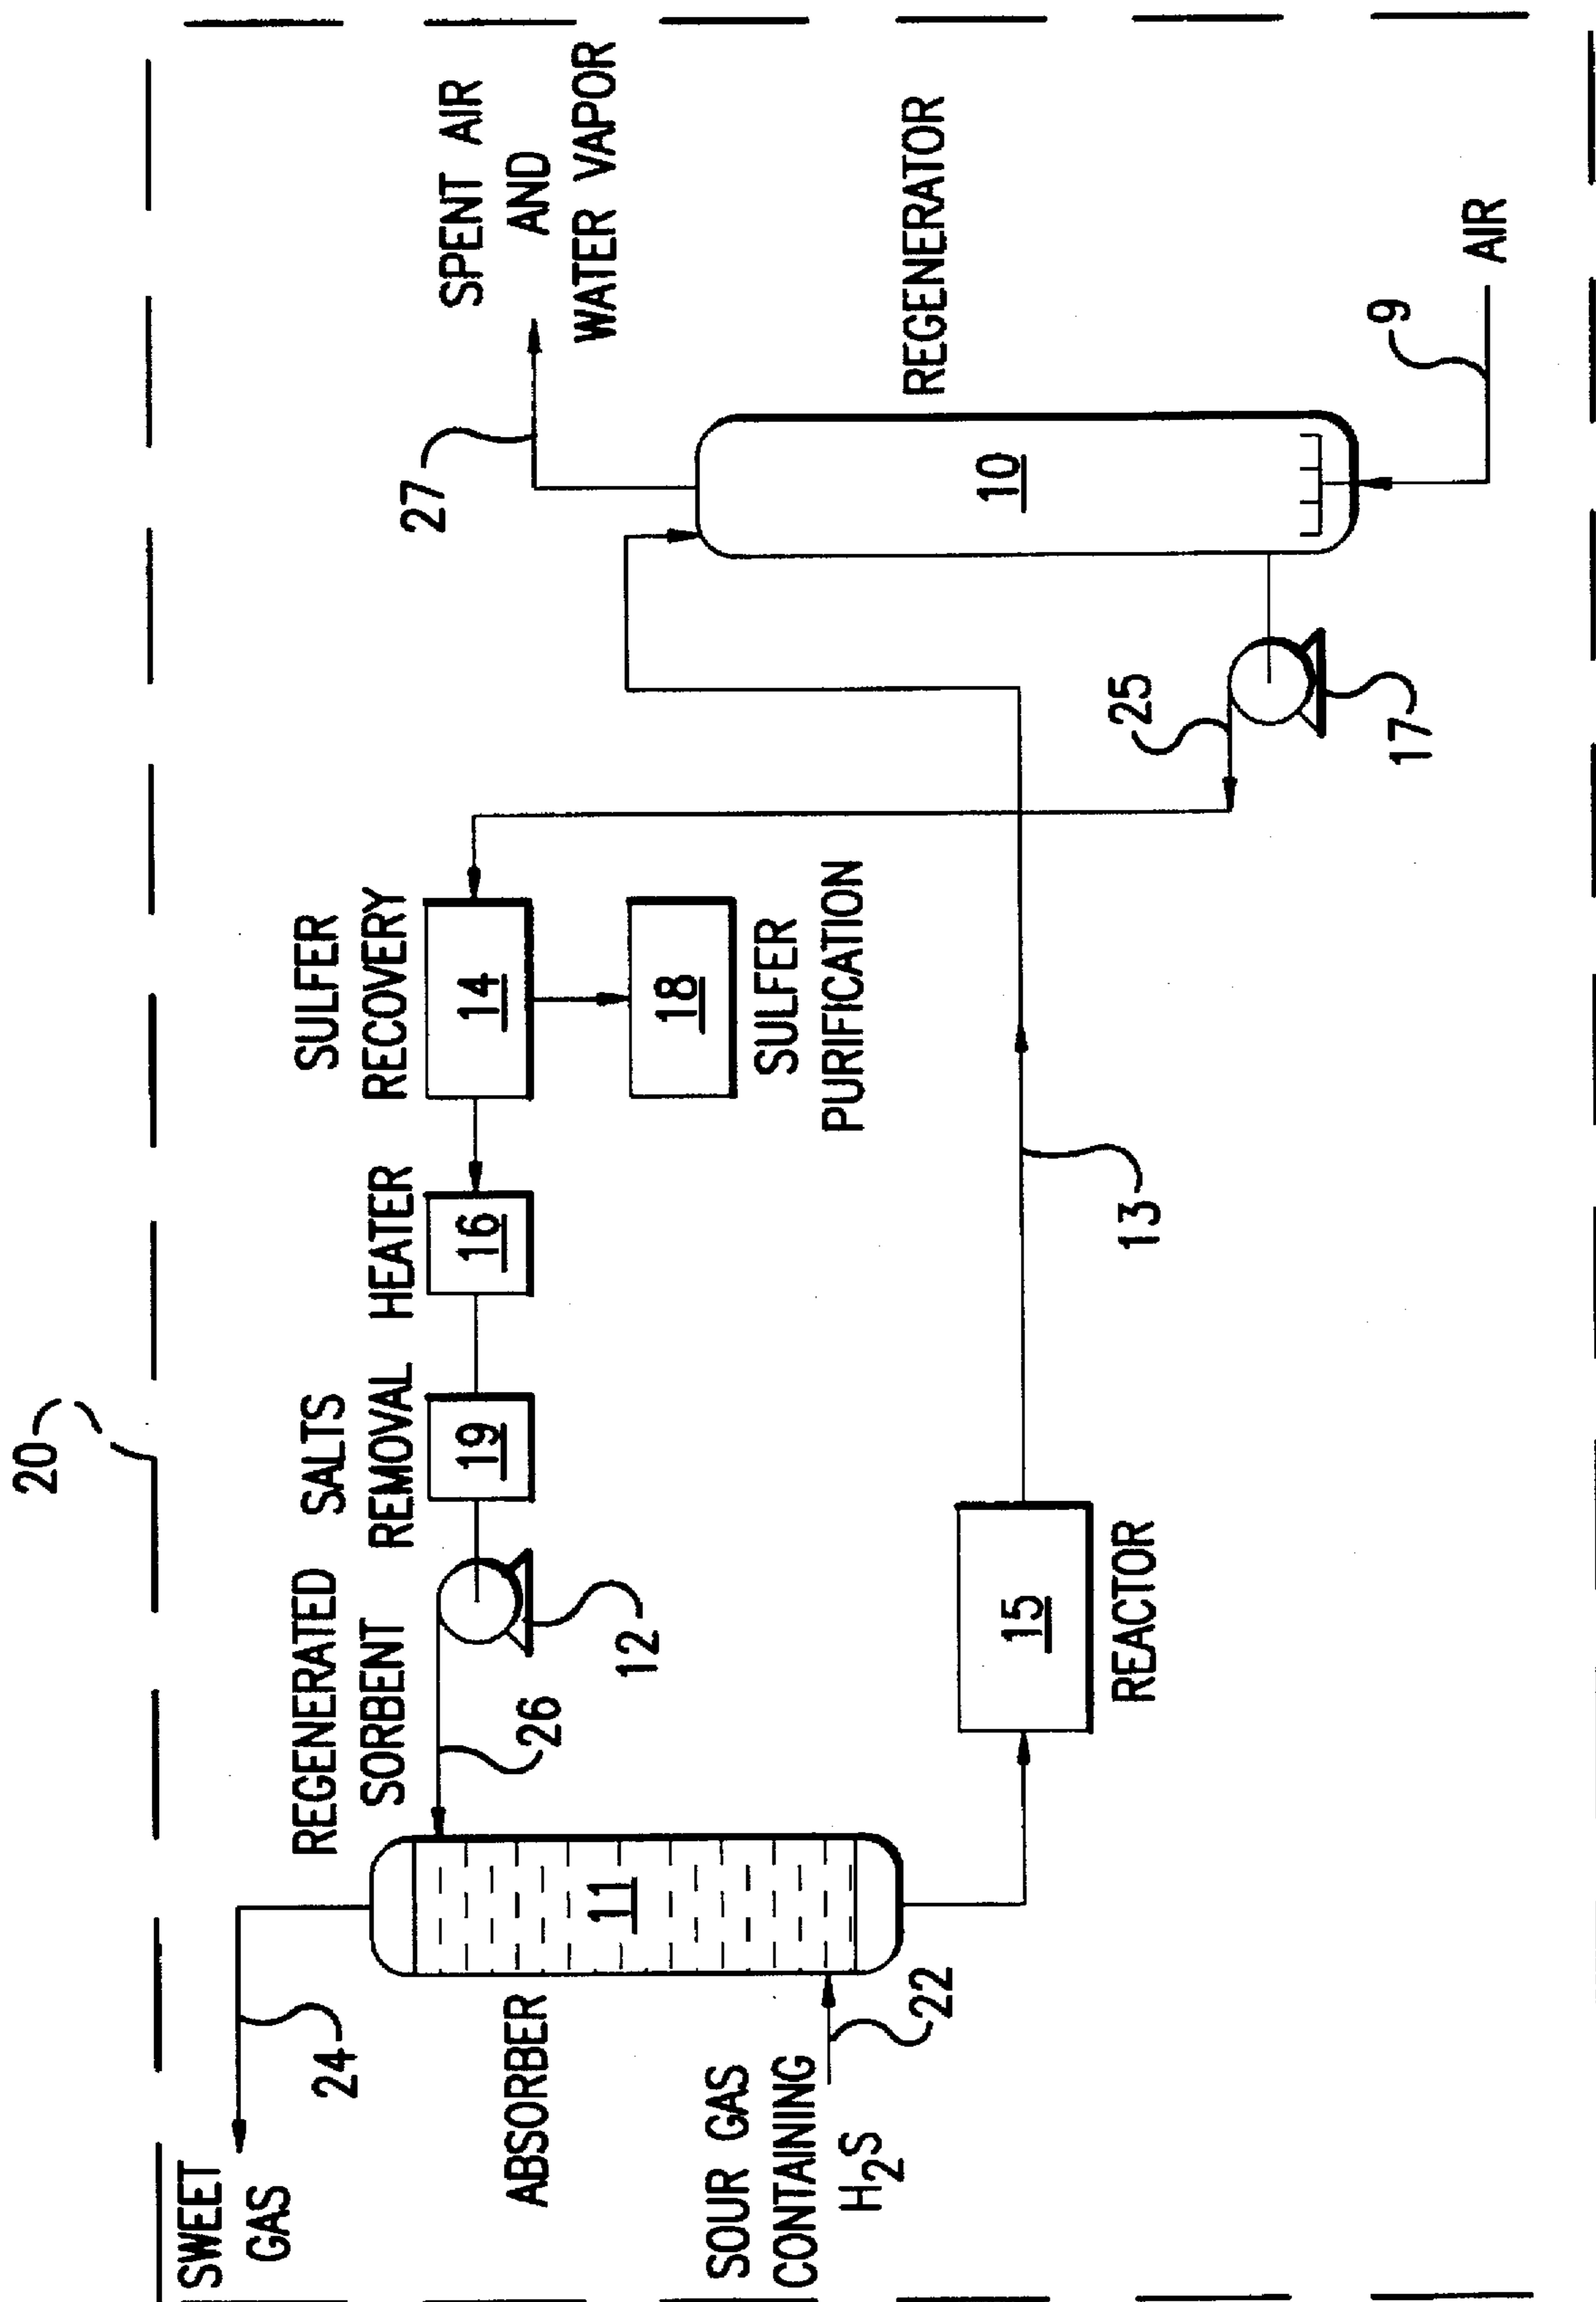 20
SWEET
GAS
24
REGENERATED
SORBENT
26
12
SALTS
REMOVAL
19
HEATER
16
SULFER
RECOVERY
14
18
SULFER
PURIFICATION
27
SPENT AIR
AND
WATER VAPOR
ABSORBER
11
SOUR GAS
CONTAINING
H₂S
22
15
REACTOR
13
25
17
10
REGENERATOR
9
AIR